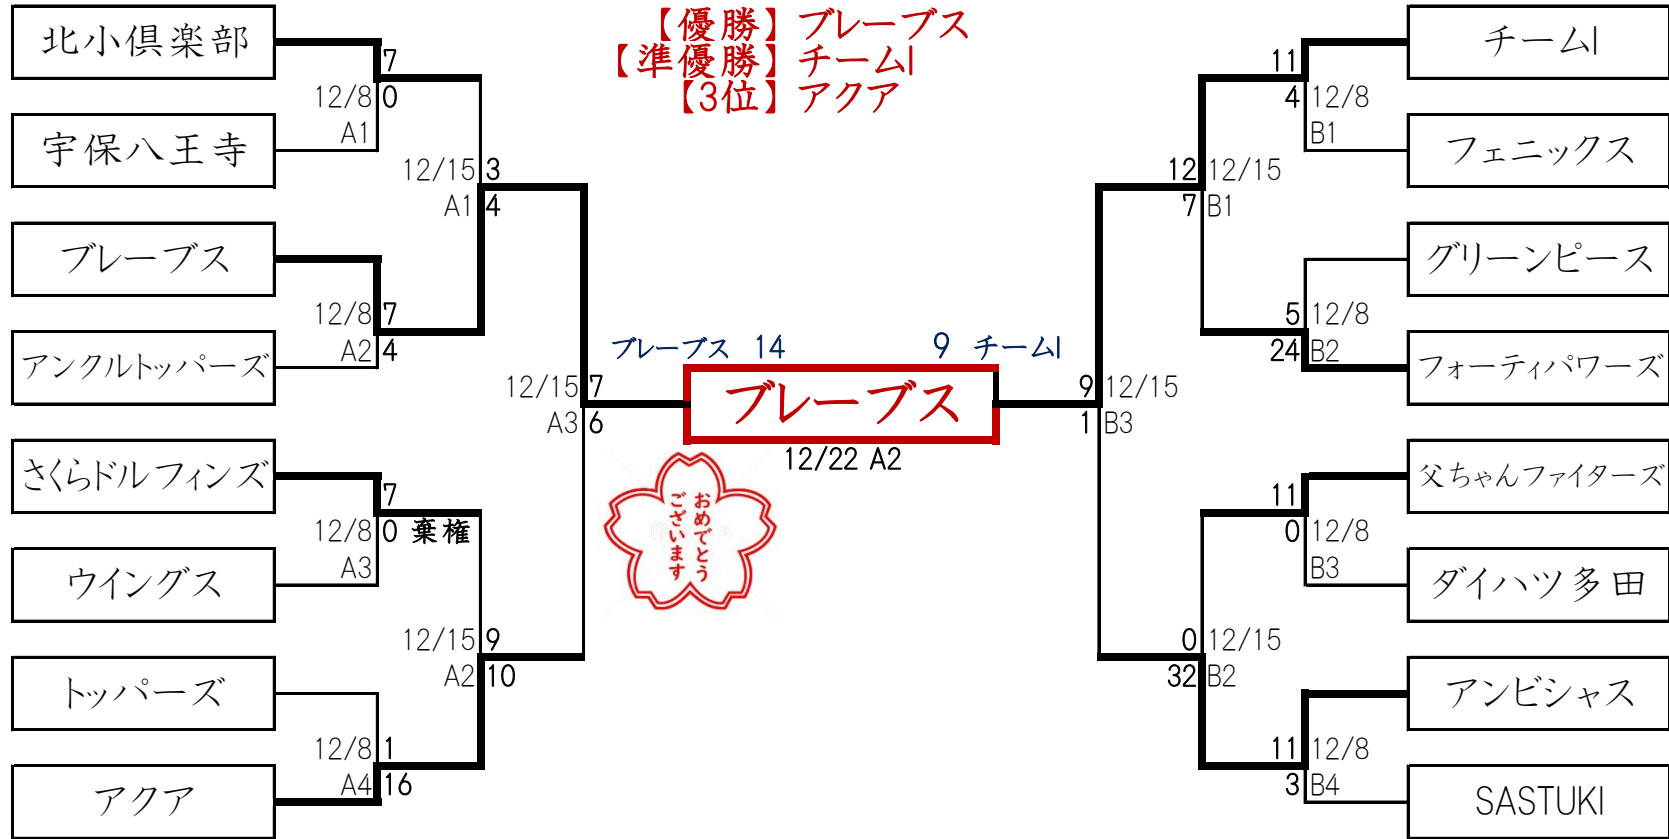 【優勝】ブレーブス
【準優勝】チームI
【3位】アクア
北小倶楽部
7
12/8 0
A1
宇保八王寺
12/15 3
A1 4
ブレーブス
12/8 7
A2 4
アンクルトッパーズ
12/15 7
A3 6
さくらドルフィンズ
7
12/8 0 棄権
A3
ウイングス
12/15 9
A2 10
トッパーズ
12/8 1
A4 16
アクア
ブレーブス 14
9 チームI
ブレーブス
12/22 A2
おめでとう
ございます
チームI
11
4 12/8
B1
フェニックス
12 12/15
7 B1
グリーンピース
5 12/8
24 B2
フォーティパワーズ
9 12/15
1 B3
父ちゃんファイターズ
11
0 12/8
B3
ダイハツ多田
0 12/15
32 B2
アンビシャス
11 12/8
3 B4
SASTUKI